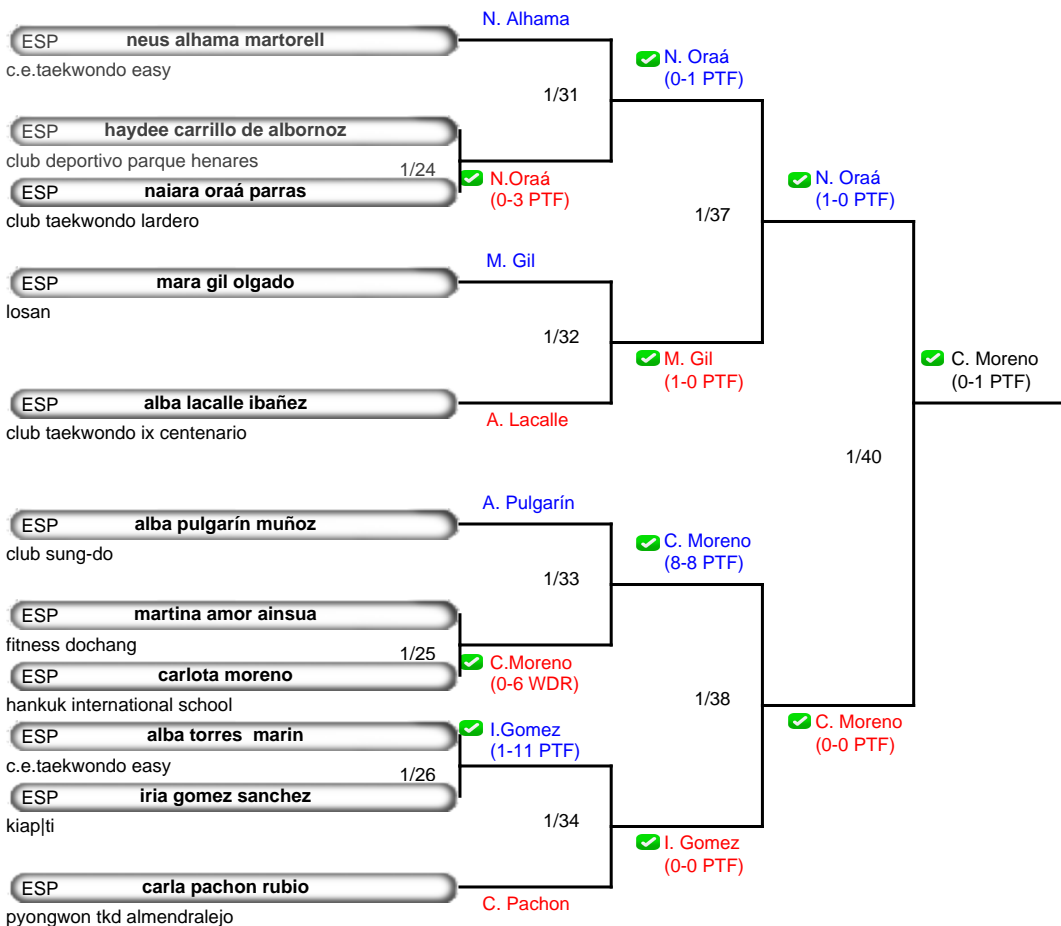 N. Alhama
ESP neus alhama martorell
c.e.taekwondo easy
N. Oraá
(0-1 PTF)
1/31
ESP haydee carrillo de albornoz
club deportivo parque henares
1/24
N.Oraá
(0-3 PTF)
ESP naiara oraá parras
club taekwondo lardero
N. Oraá
(1-0 PTF)
1/37
M. Gil
ESP mara gil olgado
losan
1/32
M. Gil
(1-0 PTF)
C. Moreno
(0-1 PTF)
ESP alba lacalle ibañez
A. Lacalle
club taekwondo ix centenario
1/40
A. Pulgarín
ESP alba pulgarín muñoz
club sung-do
C. Moreno
(8-8 PTF)
1/33
ESP martina amor ainsua
fitness dochang
1/25
C.Moreno
(0-6 WDR)
ESP carlota moreno
hankuk international school
1/38
C. Moreno
(0-0 PTF)
ESP alba torres marin
I.Gomez
(1-11 PTF)
c.e.taekwondo easy
1/26
ESP iria gomez sanchez
kiap|ti
1/34
I. Gomez
(0-0 PTF)
ESP carla pachon rubio
C. Pachon
pyongwon tkd almendralejo